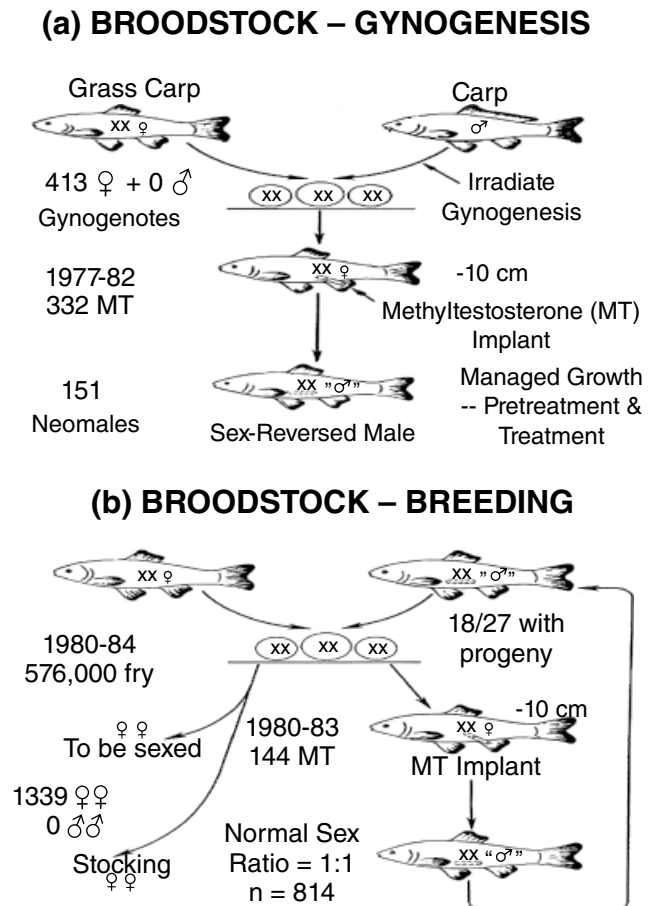 (a) BROODSTOCK – GYNOGENESIS
Grass Carp
Carp
XX ♀
♂
413 ♀ + 0 ♂
Gynogenotes
XX XX XX
Irradiate
Gynogenesis
1977-82
332 MT
XX ♀
-10 cm
Methyltestosterone (MT)
Implant
151
Neomales
XX "♂"
Sex-Reversed Male
Managed Growth
-- Pretreatment &
Treatment
(b) BROODSTOCK – BREEDING
XX ♀
XX "♂"
1980-84
576,000 fry
XX XX XX
18/27 with
progeny
♀♀
To be sexed
1980-83
144 MT
-10 cm
XX ♀
MT Implant
1339 ♀♀
0 ♂♂
Stocking
♀♀
Normal Sex
Ratio = 1:1
n = 814
XX "♂"